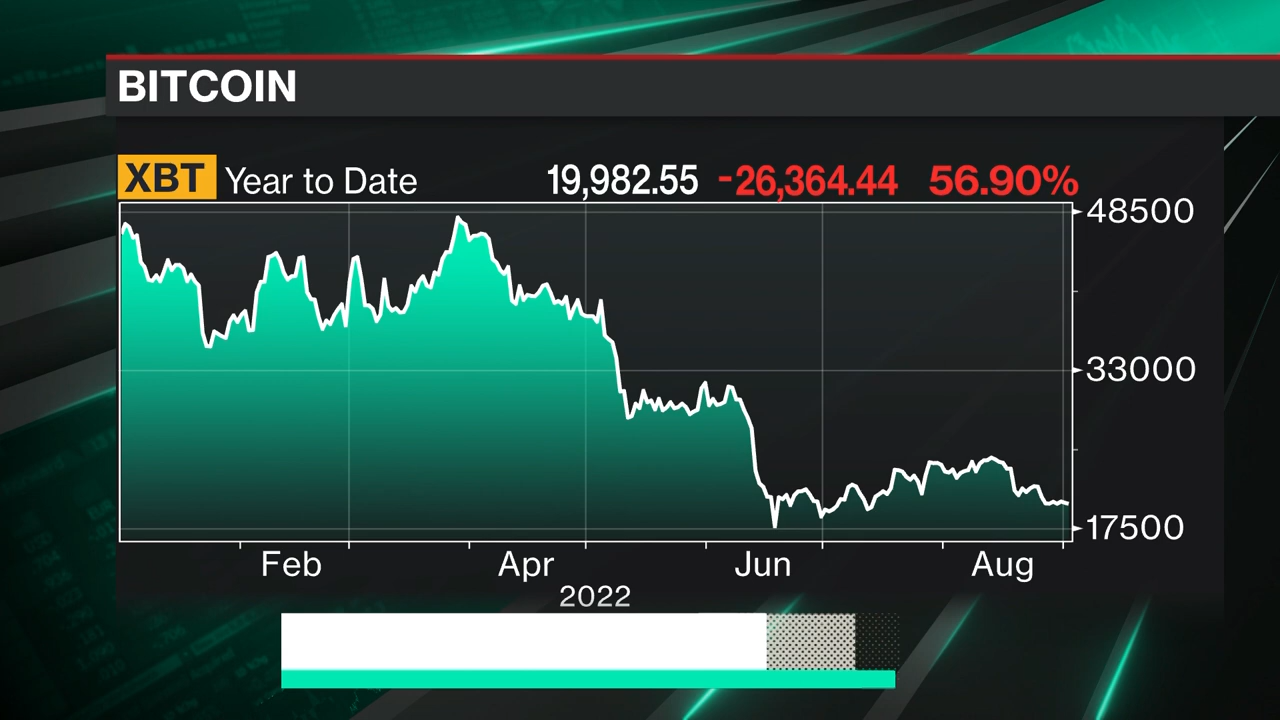 BITCOIN
XBT Year to Date 19,982.55 -26,364.44 56.90%
48500
33000
17500
Feb Apr Jun Aug
2022